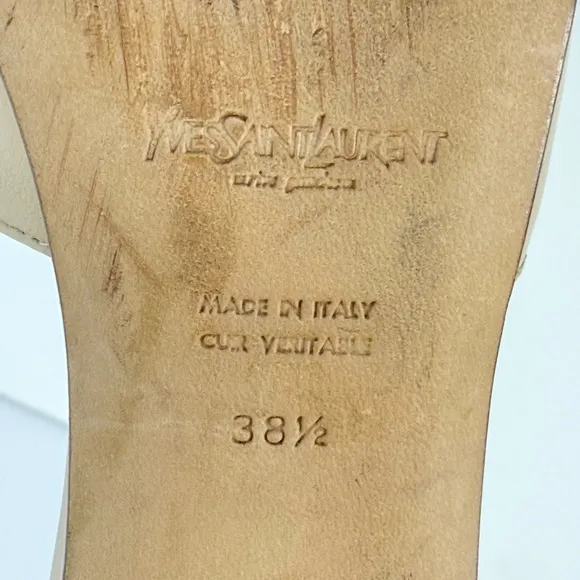 YVESSAINTLAURENT
MADE IN ITALY
CUIR VERITABLE
38½